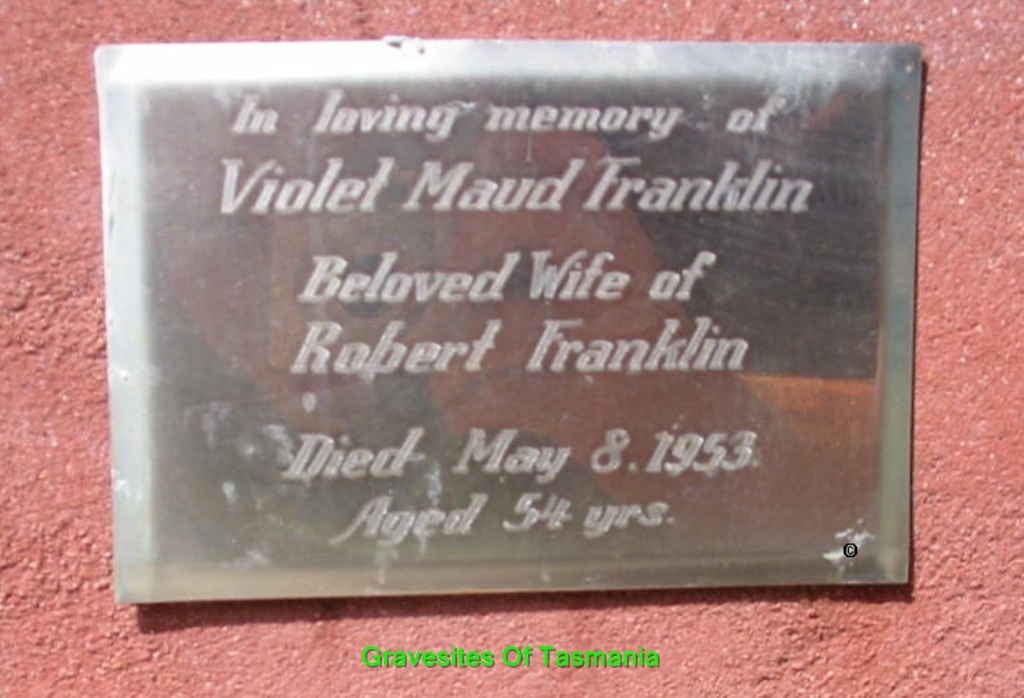 In loving memory of
Violet Maud Franklin
Beloved Wife of
Robert Franklin
Died May 8. 1953.
Aged 54 yrs.
©
Gravesites Of Tasmania